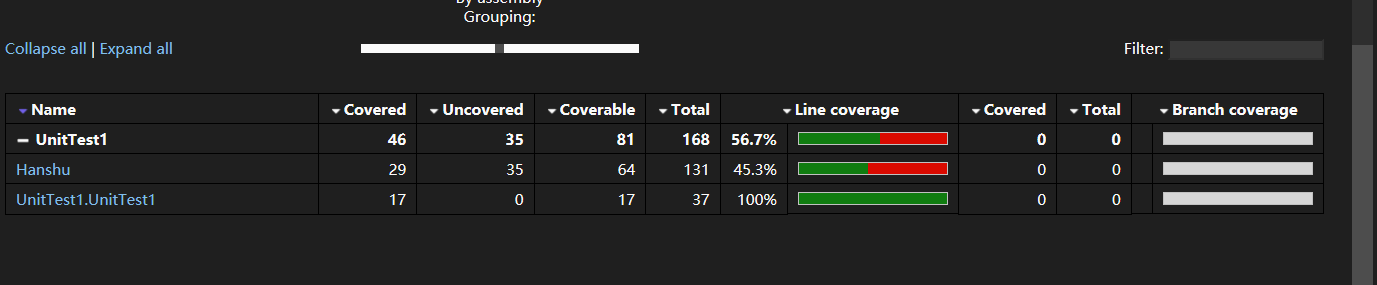 By assembly
Grouping:
Collapse all | Expand all
Filter:
Name Covered Uncovered Coverable Total Line coverage Covered Total Branch coverage
UnitTest1 46 35 81 168 56.7% 0 0
Hanshu 29 35 64 131 45.3% 0 0
UnitTest1.UnitTest1 17 0 17 37 100% 0 0